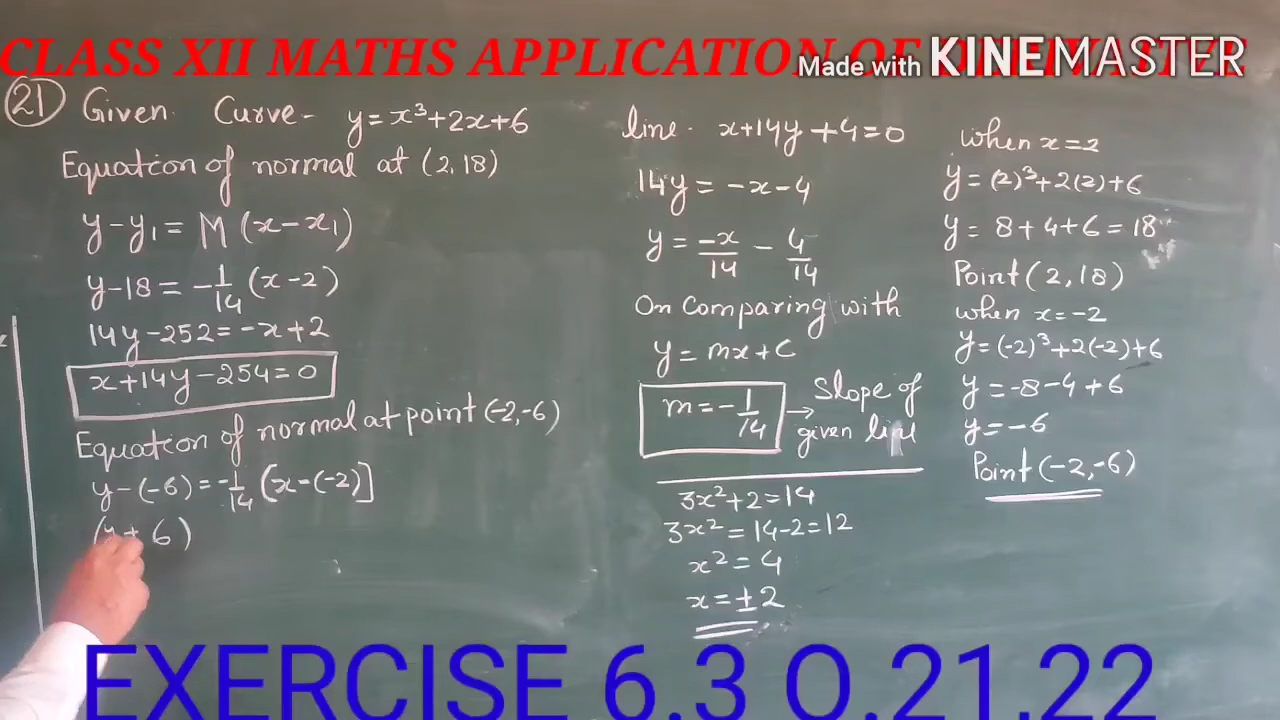 CLASS XII MATHS APPLICATION OF
Made with KINEMASTER
21 Given Curve - y = x³+2x+6
Equation of normal at (2,18)
y-y₁ = M (x-x₁)
y-18 = -1/14 (x-2)
14y-252 = -x+2
x+14y-254=0
Equation of normal at point (-2,-6)
y-(-6) = -1/14 [x-(-2)]
(y+6)
line - x+14y+4=0
14y = -x-4
y = -x/14 - 4/14
On Comparing with
y = mx+c
m = -1/14 → Slope of
given line
3x²+2=14
3x² = 14-2=12
x² = 4
x = ±2
when x=2
y = (2)³+2(2)+6
y = 8+4+6 = 18
Point (2,18)
when x=-2
y = (-2)³+2(-2)+6
y = -8-4+6
y = -6
Point (-2,-6)
EXERCISE 6.3 Q.21,22